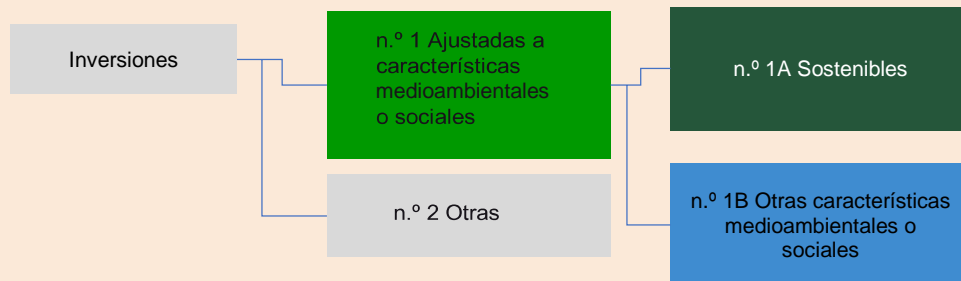 Inversiones
n.º 1 Ajustadas a
características
medioambientales
o sociales
n.º 2 Otras
n.º 1A Sostenibles
n.º 1B Otras características
medioambientales o
sociales